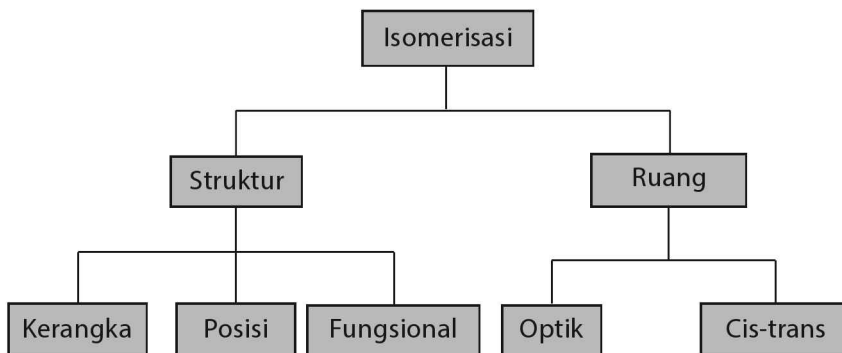 Isomerisasi
Struktur
Ruang
Kerangka
Posisi
Fungsional
Optik
Cis-trans